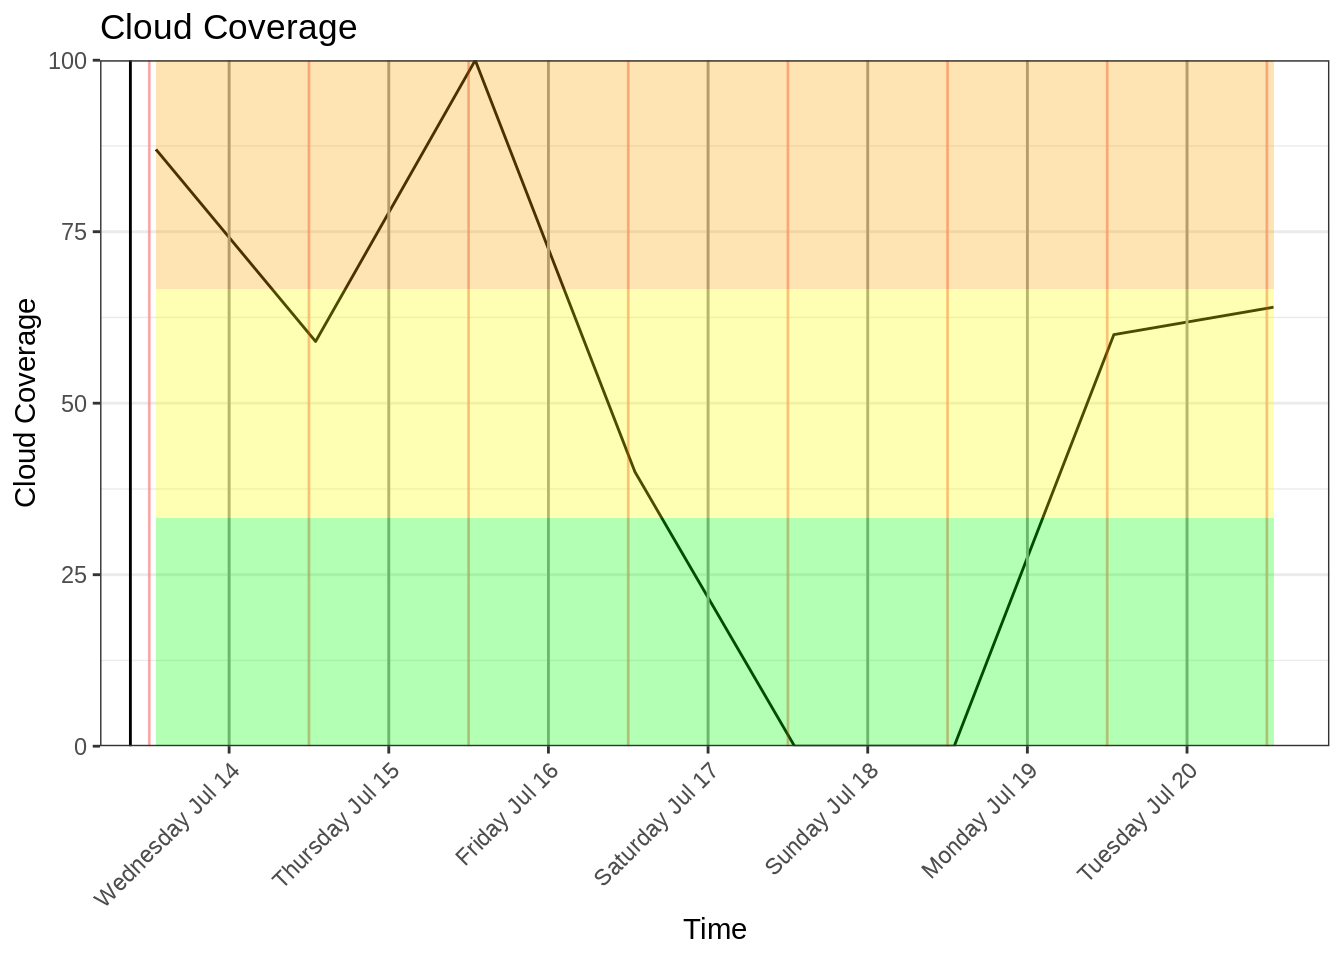 Cloud Coverage
Cloud Coverage
100
75
50
25
0
Wednesday Jul 14
Thursday Jul 15
Friday Jul 16
Saturday Jul 17
Sunday Jul 18
Monday Jul 19
Tuesday Jul 20
Time